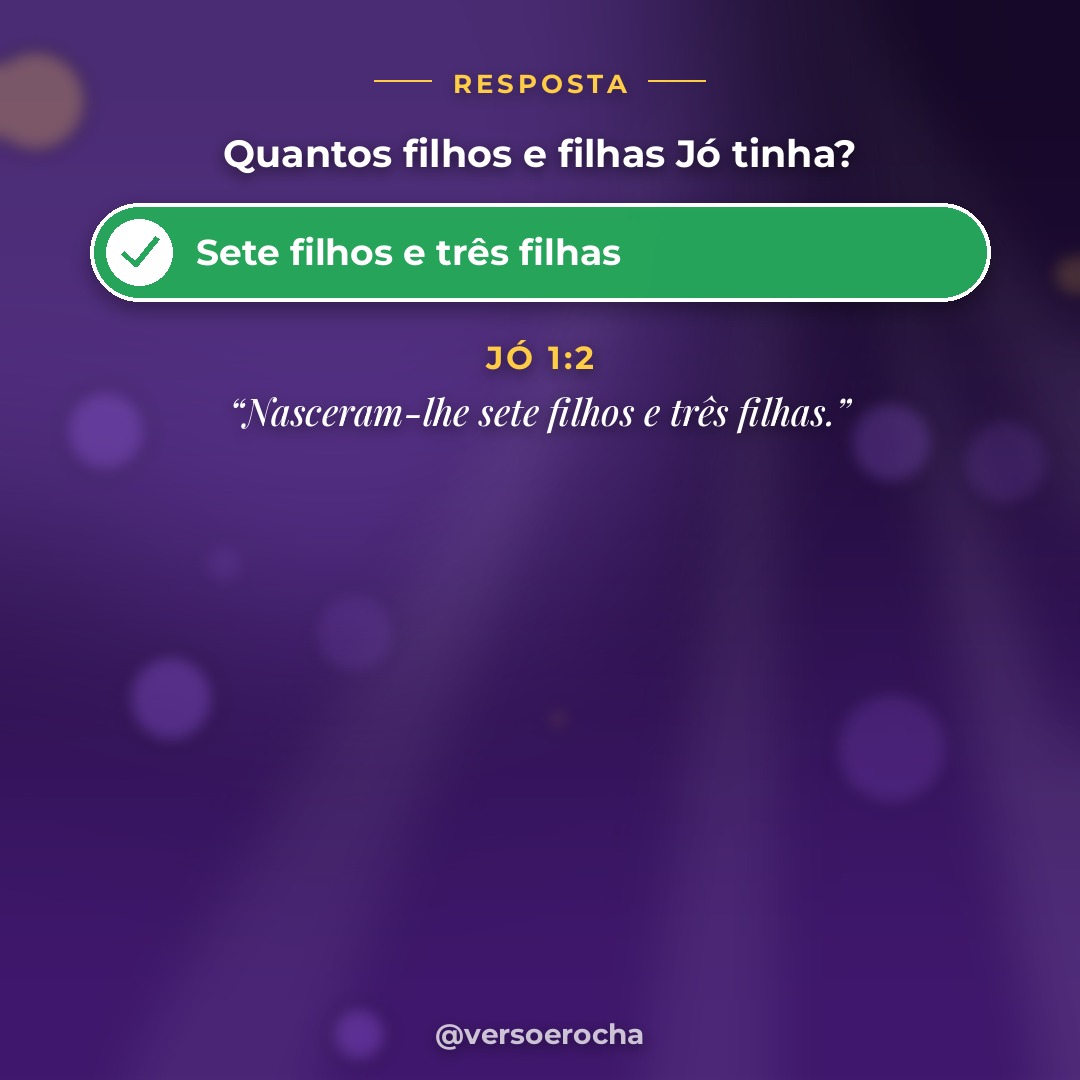 RESPOSTA
Quantos filhos e filhas Jó tinha?
Sete filhos e três filhas
JÓ 1:2
“Nasceram-lhe sete filhos e três filhas.”
@versoerocha